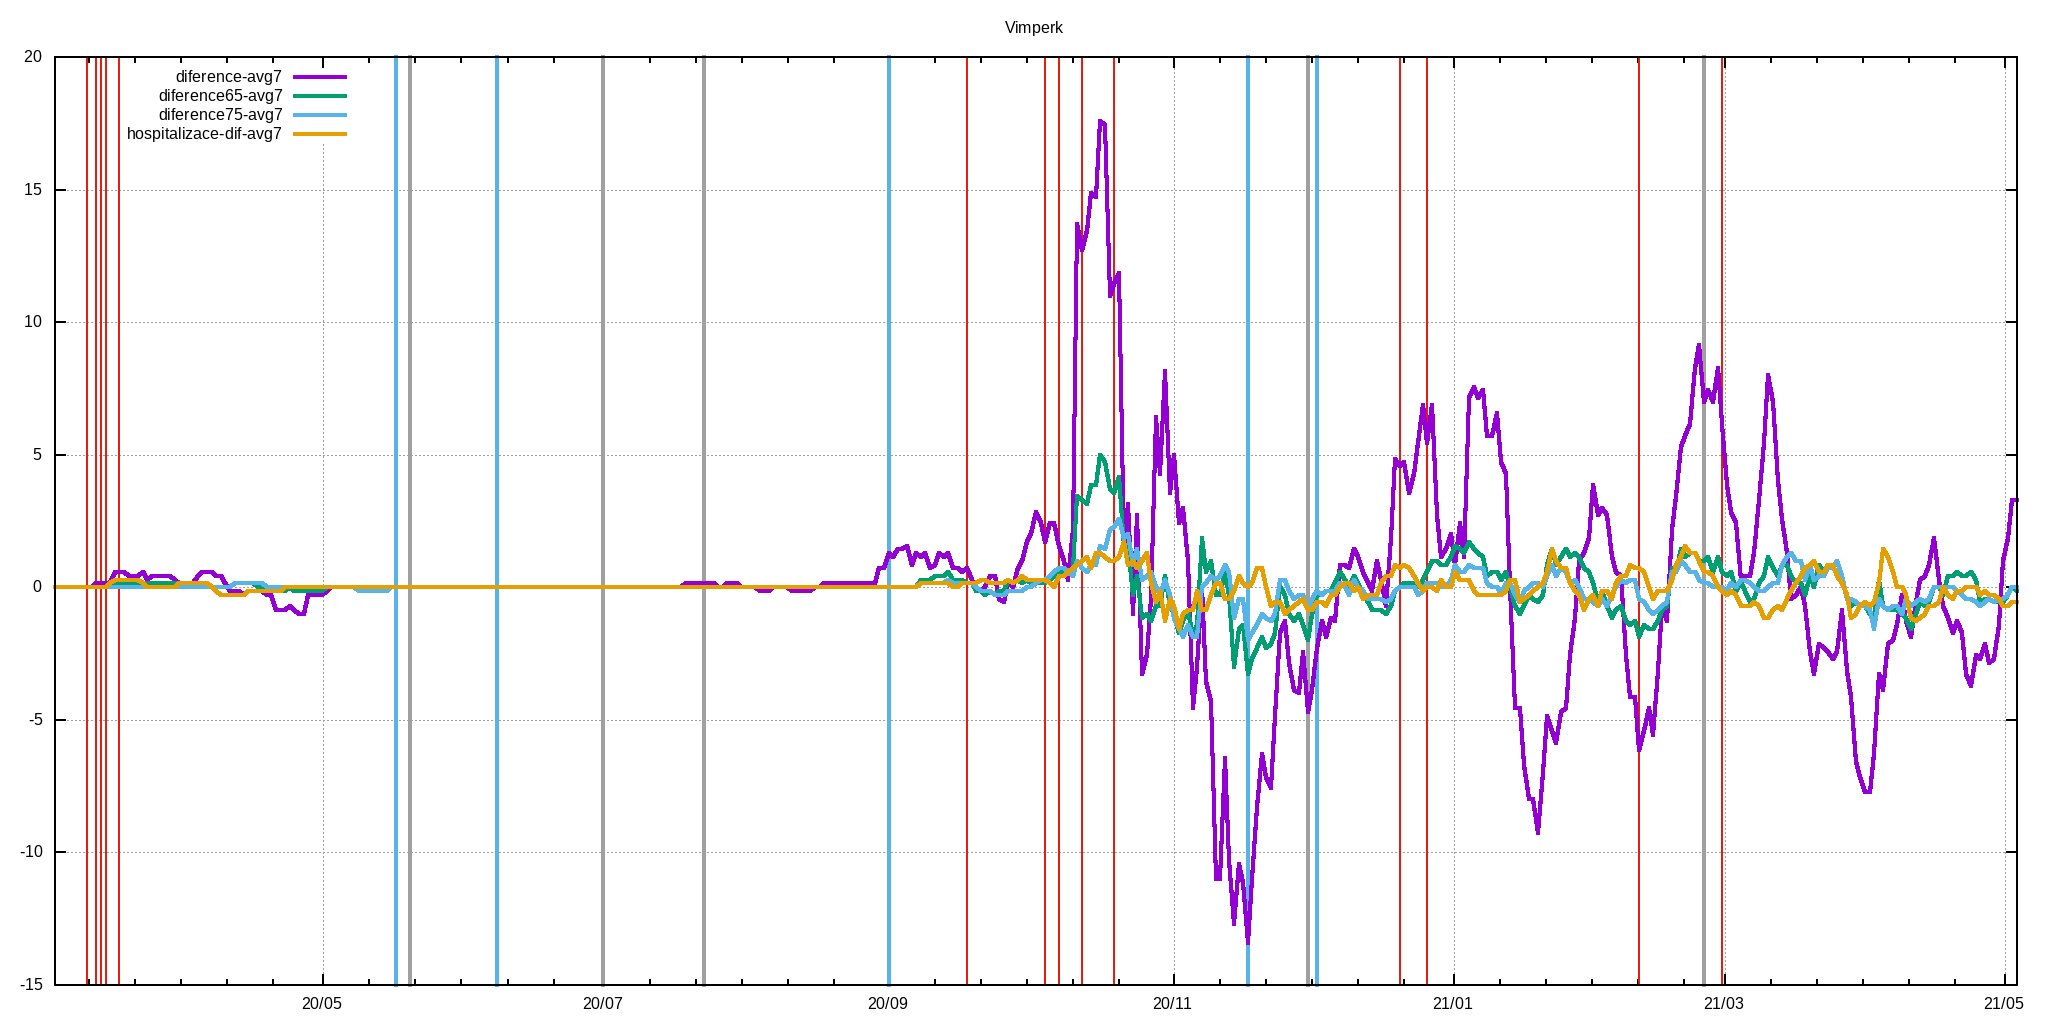 Vimperk
20
diference-avg7
diference65-avg7
diference75-avg7
hospitalizace-dif-avg7
15
10
5
0
-5
-10
-15
20/05 20/07 20/09 20/11 21/01 21/03 21/05